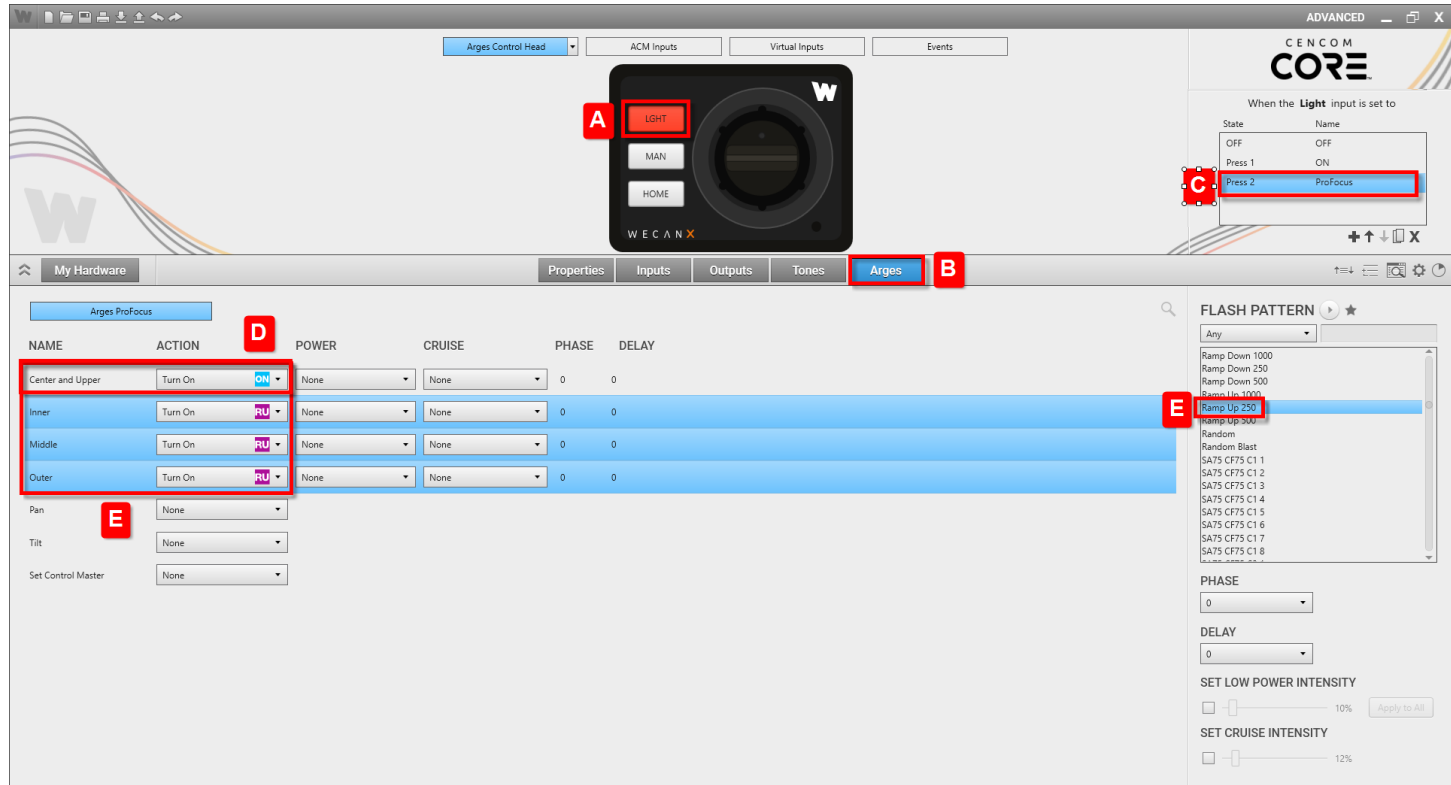 W
ADVANCED
Arges Control Head
ACM Inputs
Virtual Inputs
Events
CENCOM
CORE™
When the Light input is set to
State Name
OFF OFF
Press 1 ON
C Press 2 ProFocus
W
A LGHT
MAN
HOME
WECANX
W
X
My Hardware
Properties
Inputs
Outputs
Tones
Arges
B
Arges ProFocus
D
NAME ACTION POWER CRUISE PHASE DELAY
Center and Upper Turn On ON None None 0 0
Inner Turn On RU None None 0 0
Middle Turn On RU None None 0 0
Outer Turn On RU None None 0 0
Pan None
E
Tilt None
Set Control Master None
FLASH PATTERN
Any
Ramp Down 1000
Ramp Down 250
Ramp Down 500
Ramp Up 1000
E Ramp Up 250
Ramp Up 500
Random
Random Blast
SA75 CF75 C1 1
SA75 CF75 C1 2
SA75 CF75 C1 3
SA75 CF75 C1 4
SA75 CF75 C1 5
SA75 CF75 C1 6
SA75 CF75 C1 7
SA75 CF75 C1 8
PHASE
0
DELAY
0
SET LOW POWER INTENSITY
10% Apply to All
SET CRUISE INTENSITY
12%